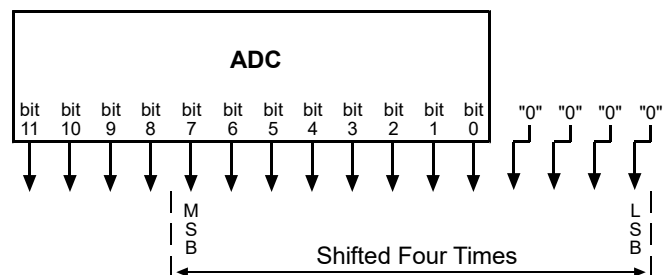 ADC
bit bit bit bit bit bit bit bit bit bit bit bit
11 10 9 8 7 6 5 4 3 2 1 0
"0" "0" "0" "0"
M L
S S
B B
Shifted Four Times